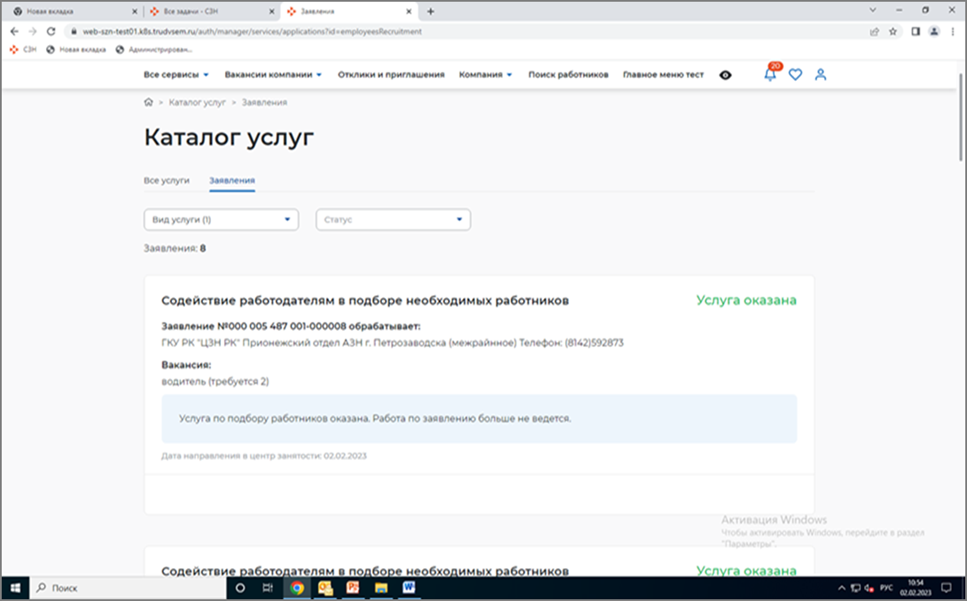 Новая вкладка
Все задачи - СЗН
Заявления
web-szn-test01.k8s.trudvsem.ru/auth/manager/services/applications?id=employeesRecruitment
СЗН Новая вкладка Администрирован...
Все сервисы Вакансии компании Отклики и приглашения Компания Поиск работников Главное меню тест 20
> Каталог услуг > Заявления
Каталог услуг
Все услуги Заявления
Вид услуги (1) Статус
Заявления: 8
Содействие работодателям в подборе необходимых работников Услуга оказана
Заявление №000 005 487 001-000008 обрабатывает:
ГКУ РК "ЦЗН РК" Прионежский отдел АЗН г. Петрозаводска (межрайнное) Телефон: (8142)592873
Вакансия:
водитель (требуется 2)
Услуга по подбору работников оказана. Работа по заявлению больше не ведется.
Дата направления в центр занятости: 02.02.2023
Активация Windows
Чтобы активировать Windows, перейдите в раздел
"Параметры".
Содействие работодателям в подборе необходимых работников Услуга оказана
Поиск
РУС
10:54
02.02.2023